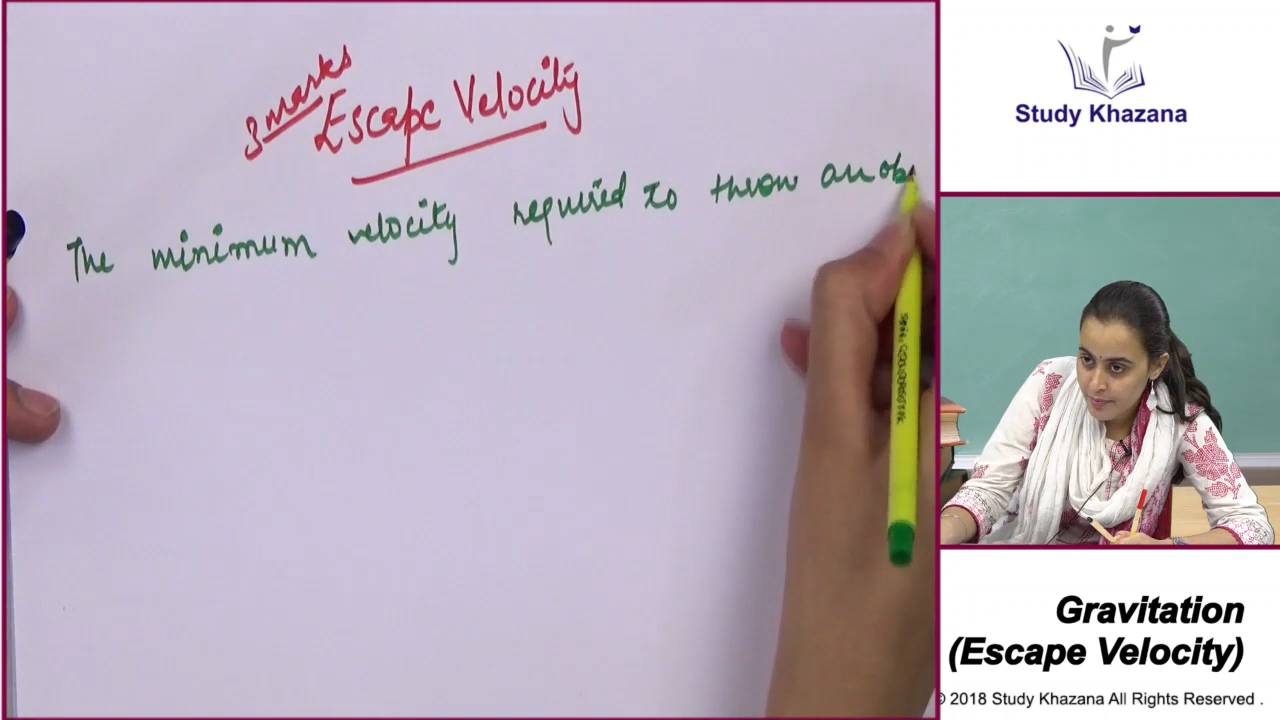 3 marks
Escape Velocity
The minimum velocity required to throw an ob
Study Khazana
Gravitation
(Escape Velocity)
© 2018 Study Khazana All Rights Reserved .